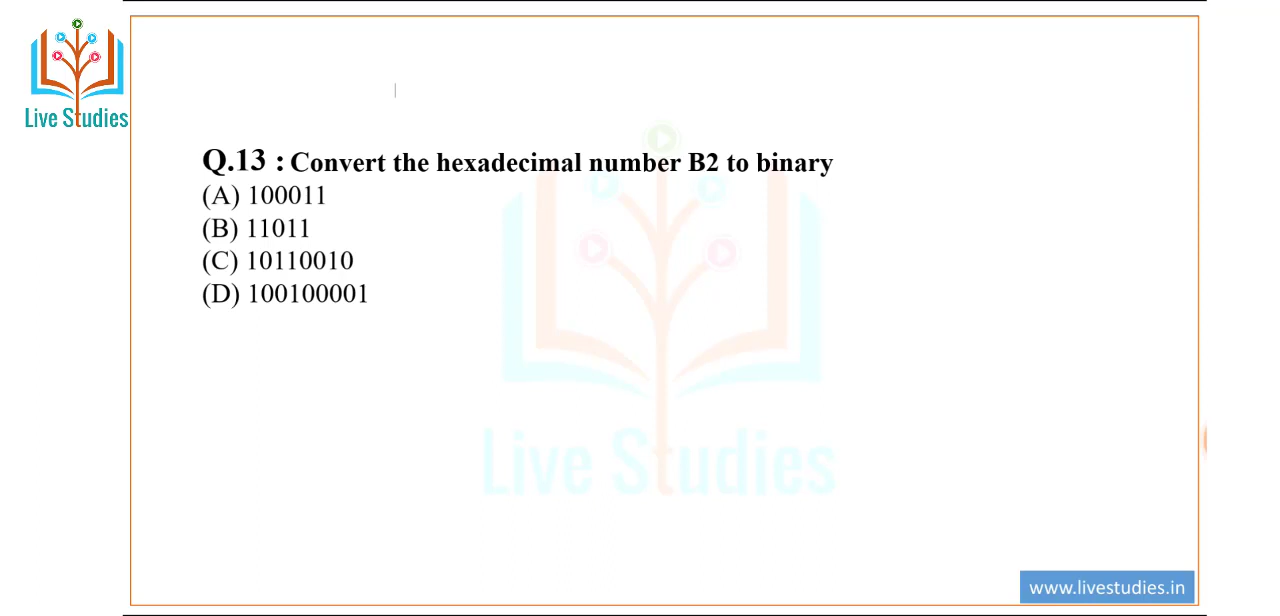 Live Studies
Q.13 : Convert the hexadecimal number B2 to binary
(A) 100011
(B) 11011
(C) 10110010
(D) 100100001
Live Studies
www.livestudies.in